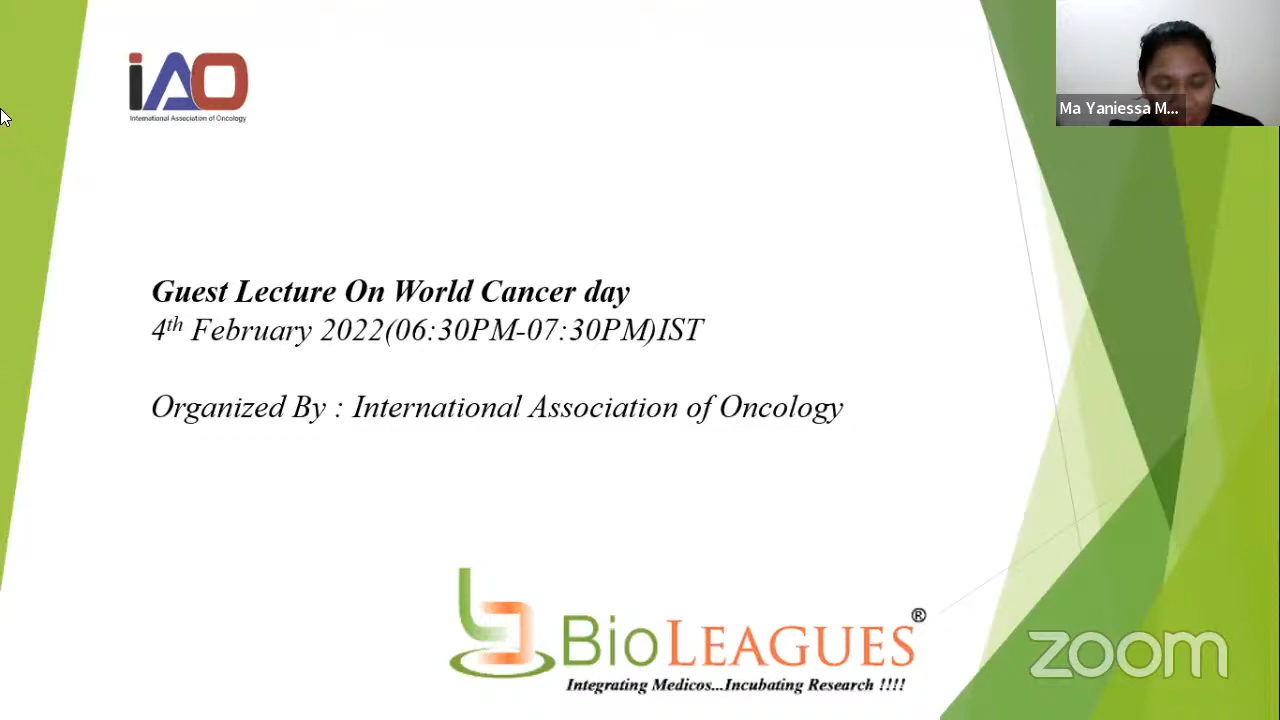 iAO
International Association of Oncology
Ma Yaniessa M...
Guest Lecture On World Cancer day
4th February 2022(06:30PM-07:30PM)IST
Organized By : International Association of Oncology
BioLEAGUES®
Integrating Medicos...Incubating Research !!!!
zoom